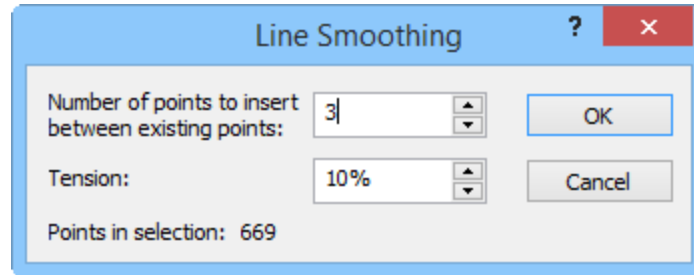 Line Smoothing
?
×
Number of points to insert
between existing points:
3
OK
Tension:
10%
Cancel
Points in selection: 669